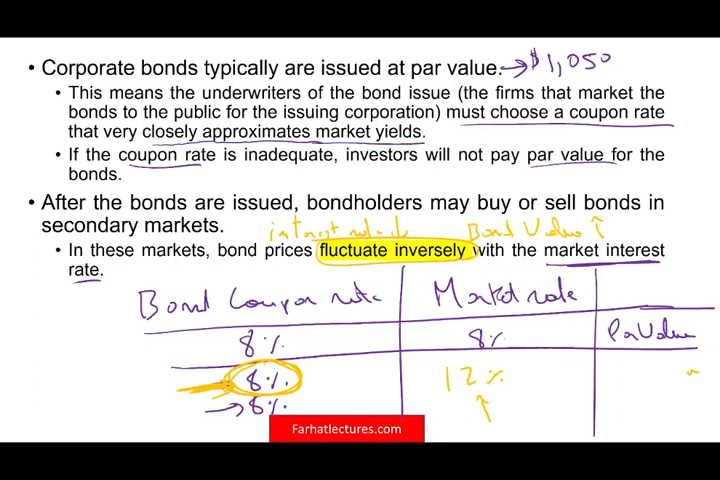 • Corporate bonds typically are issued at par value. → $1,050
• This means the underwriters of the bond issue (the firms that market the
bonds to the public for the issuing corporation) must choose a coupon rate
that very closely approximates market yields.
• If the coupon rate is inadequate, investors will not pay par value for the
bonds.
• After the bonds are issued, bondholders may buy or sell bonds in
secondary markets.
interest rate ↓ Bond Value ↑
• In these markets, bond prices fluctuate inversely with the market interest
rate.
Bond Coupon rate Market rate
8% 8% Par Value
8% 12%
→ 8% ↑
Farhatlectures.com